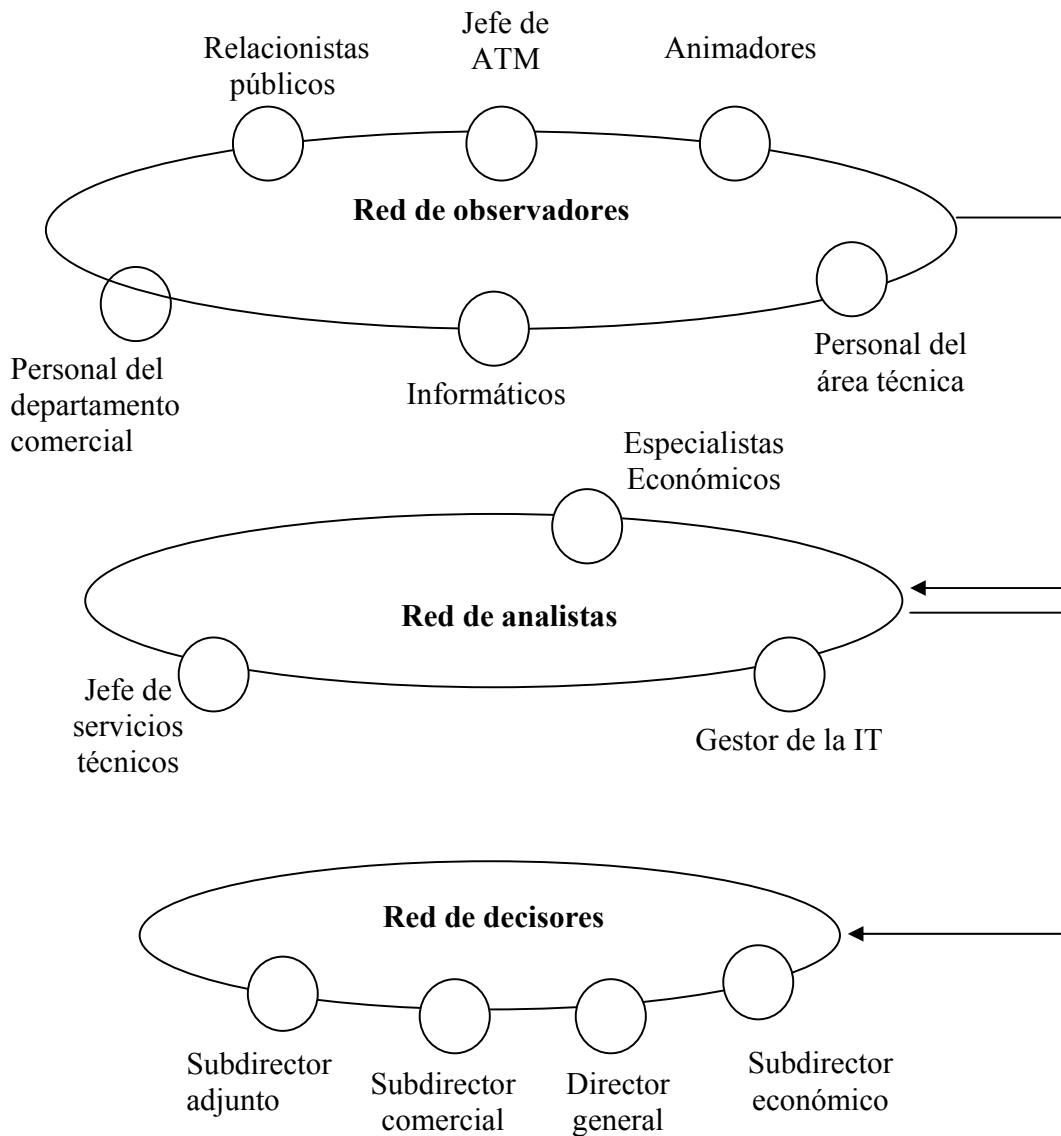 Relacionistas
públicos
Jefe de
ATM
Animadores
Red de observadores
Personal del
departamento
comercial
Informáticos
Personal del
área técnica
Especialistas
Económicos
Red de analistas
Jefe de
servicios
técnicos
Gestor de la IT
Red de decisores
Subdirector
adjunto
Subdirector
comercial
Director
general
Subdirector
económico